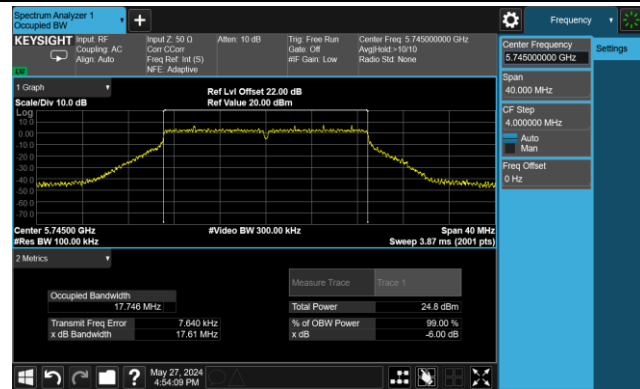 Spectrum Analyzer 1
Occupied BW
Frequency
KEYSIGHT
Input: RF
Coupling: AC
Align: Auto
Input Z: 50 Ω
Corr CCorr
Freq Ref: Int (S)
NFE: Adaptive
Atten: 10 dB
Trig: Free Run
Gate: Off
#IF Gain: Low
Center Freq: 5.745000000 GHz
Avg|Hold:>10/10
Radio Std: None
Center Frequency
5.745000000 GHz
Settings
Span
40.000 MHz
CF Step
4.000000 MHz
Auto
Man
Freq Offset
0 Hz
1 Graph
Scale/Div 10.0 dB
Ref Lvl Offset 22.00 dB
Ref Value 20.00 dBm
Log
10.0
0.00
-10.0
-20.0
-30.0
-40.0
-50.0
-60.0
-70.0
Center 5.74500 GHz
#Res BW 100.00 kHz
#Video BW 300.00 kHz
Span 40 MHz
Sweep 3.87 ms (2001 pts)
2 Metrics
Measure Trace
Trace 1
Occupied Bandwidth
17.746 MHz
Total Power
24.8 dBm
Transmit Freq Error
7.640 kHz
% of OBW Power
99.00 %
x dB Bandwidth
17.61 MHz
x dB
-6.00 dB
May 27, 2024
4:54:09 PM